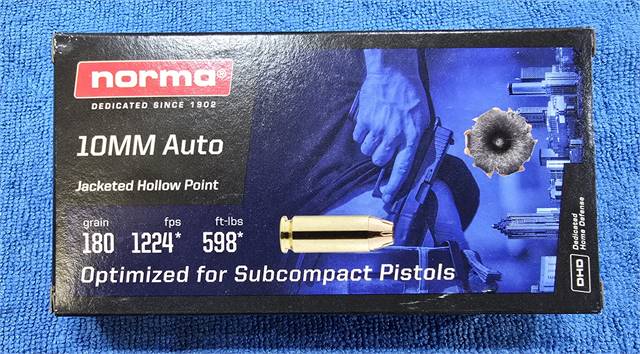 norma®
DEDICATED SINCE 1902
10MM Auto
Jacketed Hollow Point
grain fps ft-lbs
180 1224* 598*
Optimized for Subcompact Pistols
DHD
Dedicated
Home Defense